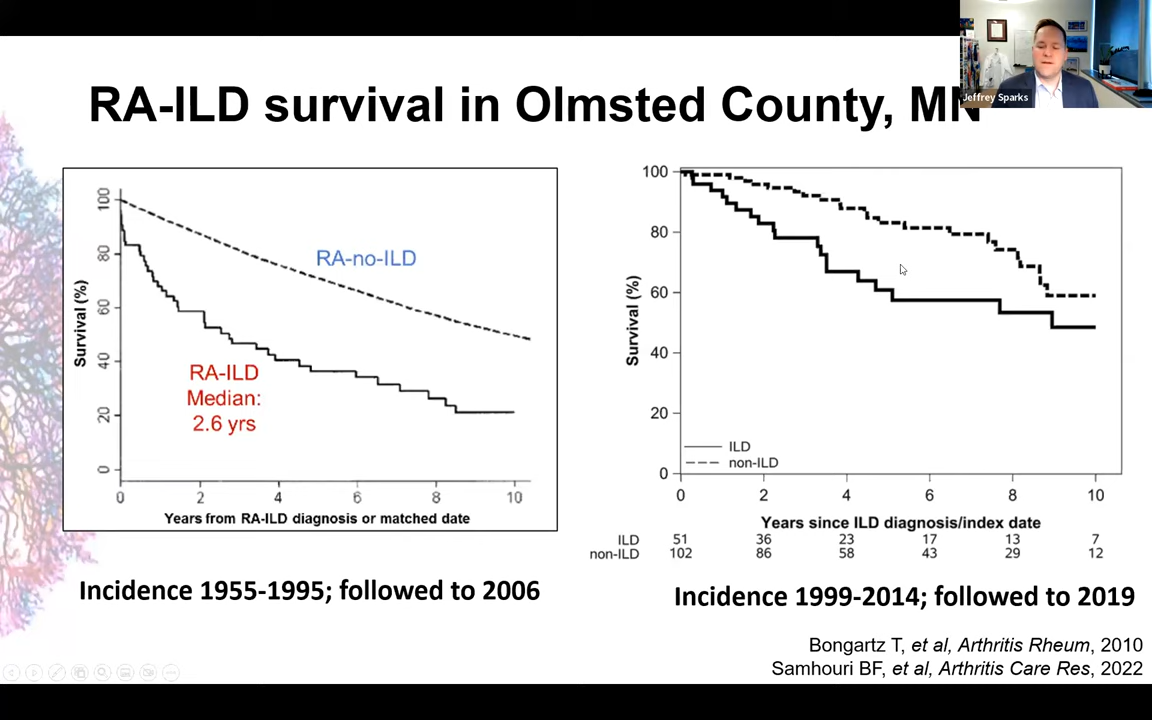 Jeffrey Sparks
RA-ILD survival in Olmsted County, MN
100
80
60
40
20
0
Survival (%)
RA-no-ILD
RA-ILD
Median:
2.6 yrs
0 2 4 6 8 10
Years from RA-ILD diagnosis or matched date
Incidence 1955-1995; followed to 2006
100
80
60
40
20
0
Survival (%)
ILD
non-ILD
0 2 4 6 8 10
Years since ILD diagnosis/index date
ILD 51 36 23 17 13 7
non-ILD 102 86 58 43 29 12
Incidence 1999-2014; followed to 2019
Bongartz T, et al, Arthritis Rheum, 2010
Samhouri BF, et al, Arthritis Care Res, 2022